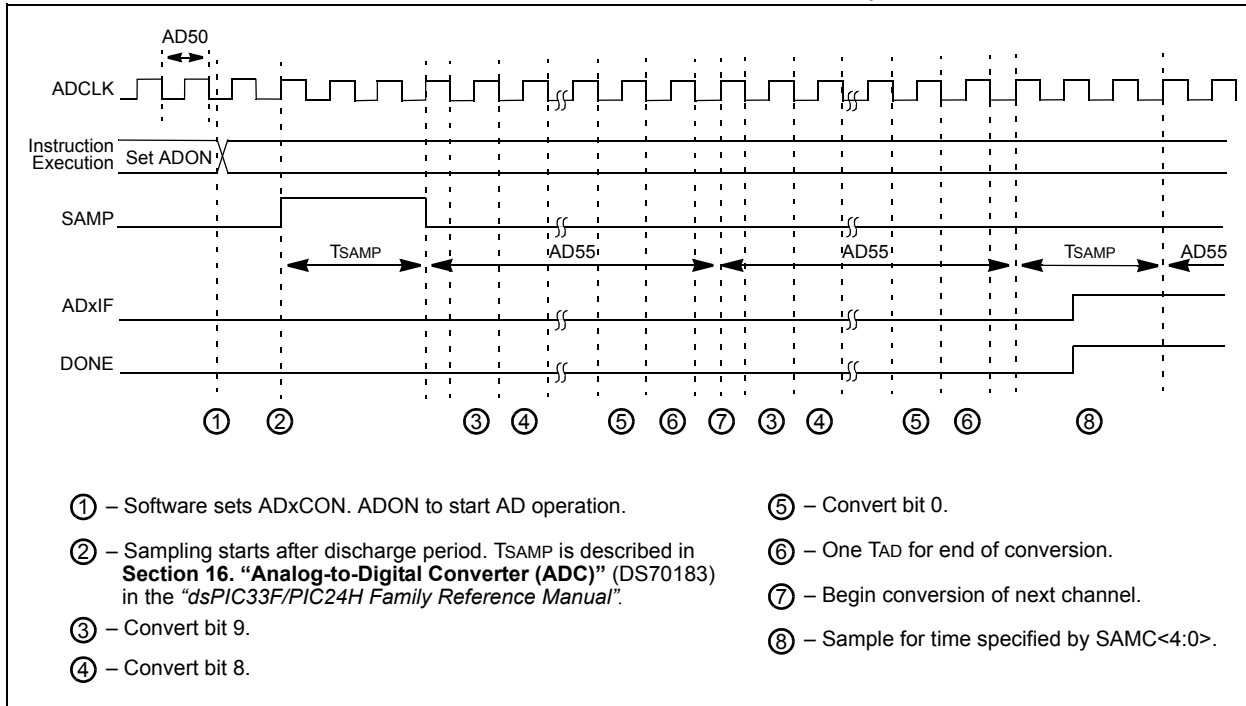 AD50
ADCLK
Instruction
Execution
Set ADON
SAMP
TSAMP
AD55
AD55
TSAMP
AD55
ADxIF
DONE
① ② ③ ④ ⑤ ⑥ ⑦ ③ ④ ⑤ ⑥ ⑧
① – Software sets ADxCON. ADON to start AD operation.
② – Sampling starts after discharge period. TSAMP is described in
Section 16. “Analog-to-Digital Converter (ADC)” (DS70183)
in the “dsPIC33F/PIC24H Family Reference Manual”.
③ – Convert bit 9.
④ – Convert bit 8.
⑤ – Convert bit 0.
⑥ – One TAD for end of conversion.
⑦ – Begin conversion of next channel.
⑧ – Sample for time specified by SAMC<4:0>.